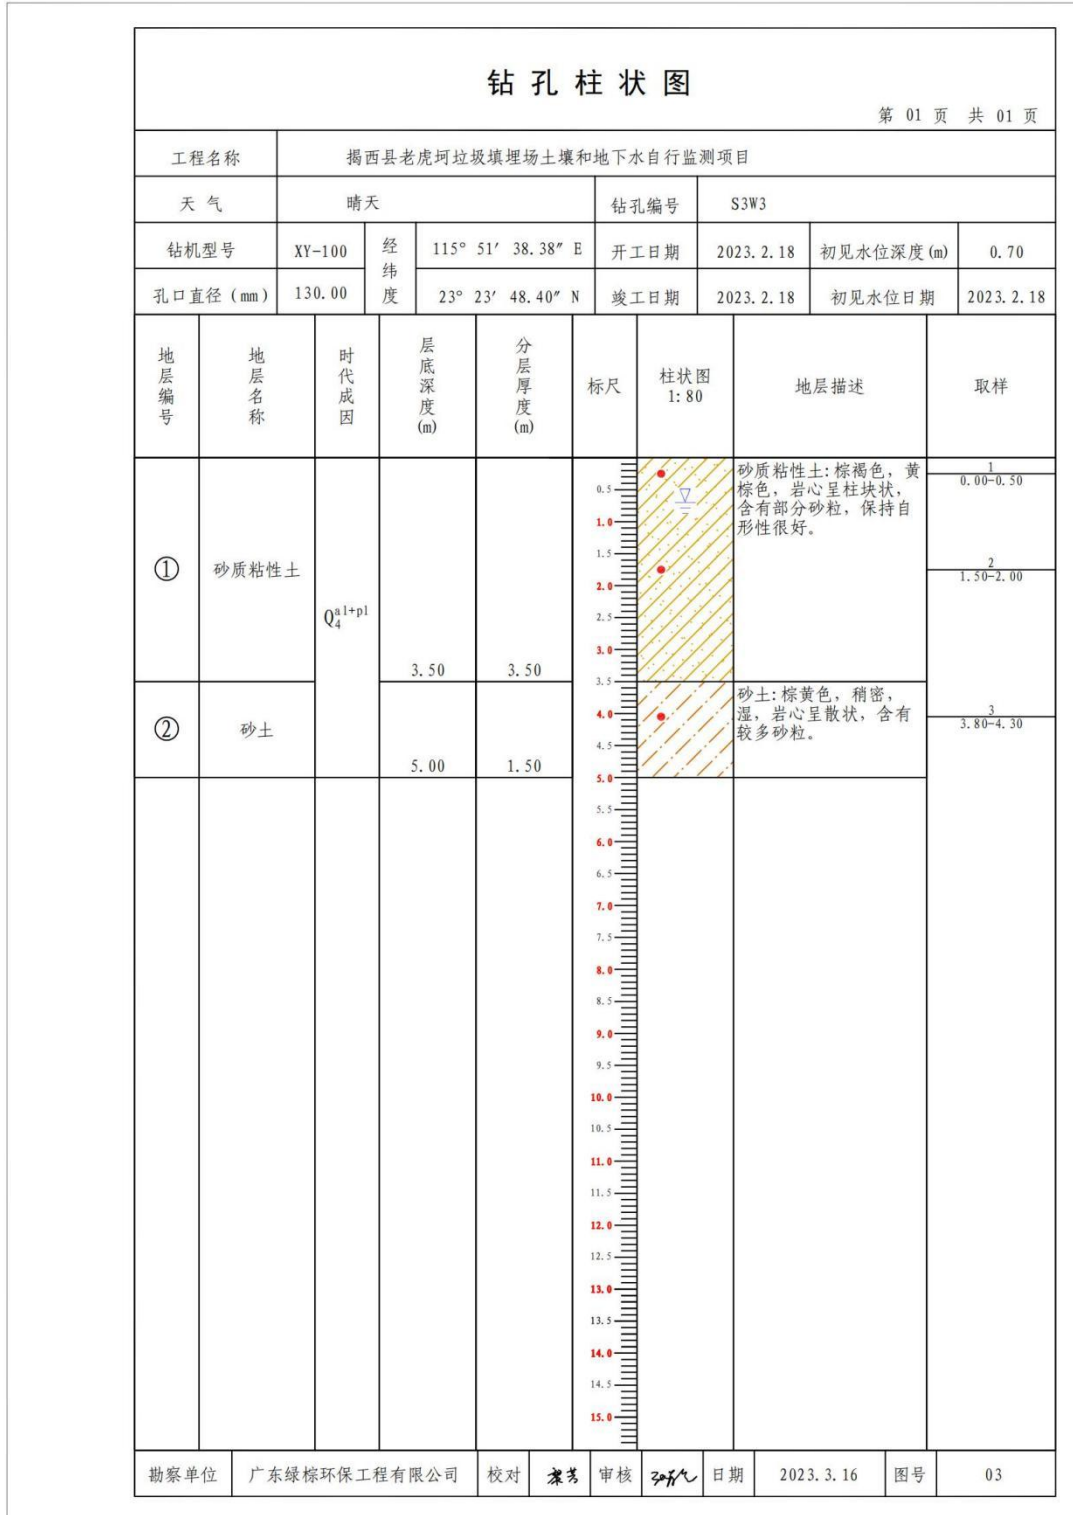 钻孔柱状图
第 01 页 共 01 页
工程名称 揭西县老虎坷垃圾填埋场土壤和地下水自行监测项目
天 气 晴天 钻孔编号 S3W3
钻机型号 XY-100 经纬度 115° 51′ 38.38″ E 开工日期 2023.2.18 初见水位深度(m) 0.70
孔口直径 (mm) 130.00 23° 23′ 48.40″ N 竣工日期 2023.2.18 初见水位日期 2023.2.18
地层编号 地层名称 时代成因 层底深度(m) 分层厚度(m) 标尺 柱状图 1:80 地层描述 取样
① 砂质粘性土 Q4al+pl 3.50 3.50
砂质粘性土:棕褐色,黄
棕色,岩心呈柱块状,
含有部分砂粒,保持自
形性很好。
1
0.00-0.50
2
1.50-2.00
② 砂土 5.00 1.50
砂土:棕黄色,稍密,
湿,岩心呈散状,含有
较多砂粒。
3
3.80-4.30
0.5
1.0
1.5
2.0
2.5
3.0
3.5
4.0
4.5
5.0
5.5
6.0
6.5
7.0
7.5
8.0
8.5
9.0
9.5
10.0
10.5
11.0
11.5
12.0
12.5
13.0
13.5
14.0
14.5
15.0
勘察单位 广东绿棕环保工程有限公司 校对 审核 日期 2023.3.16 图号 03